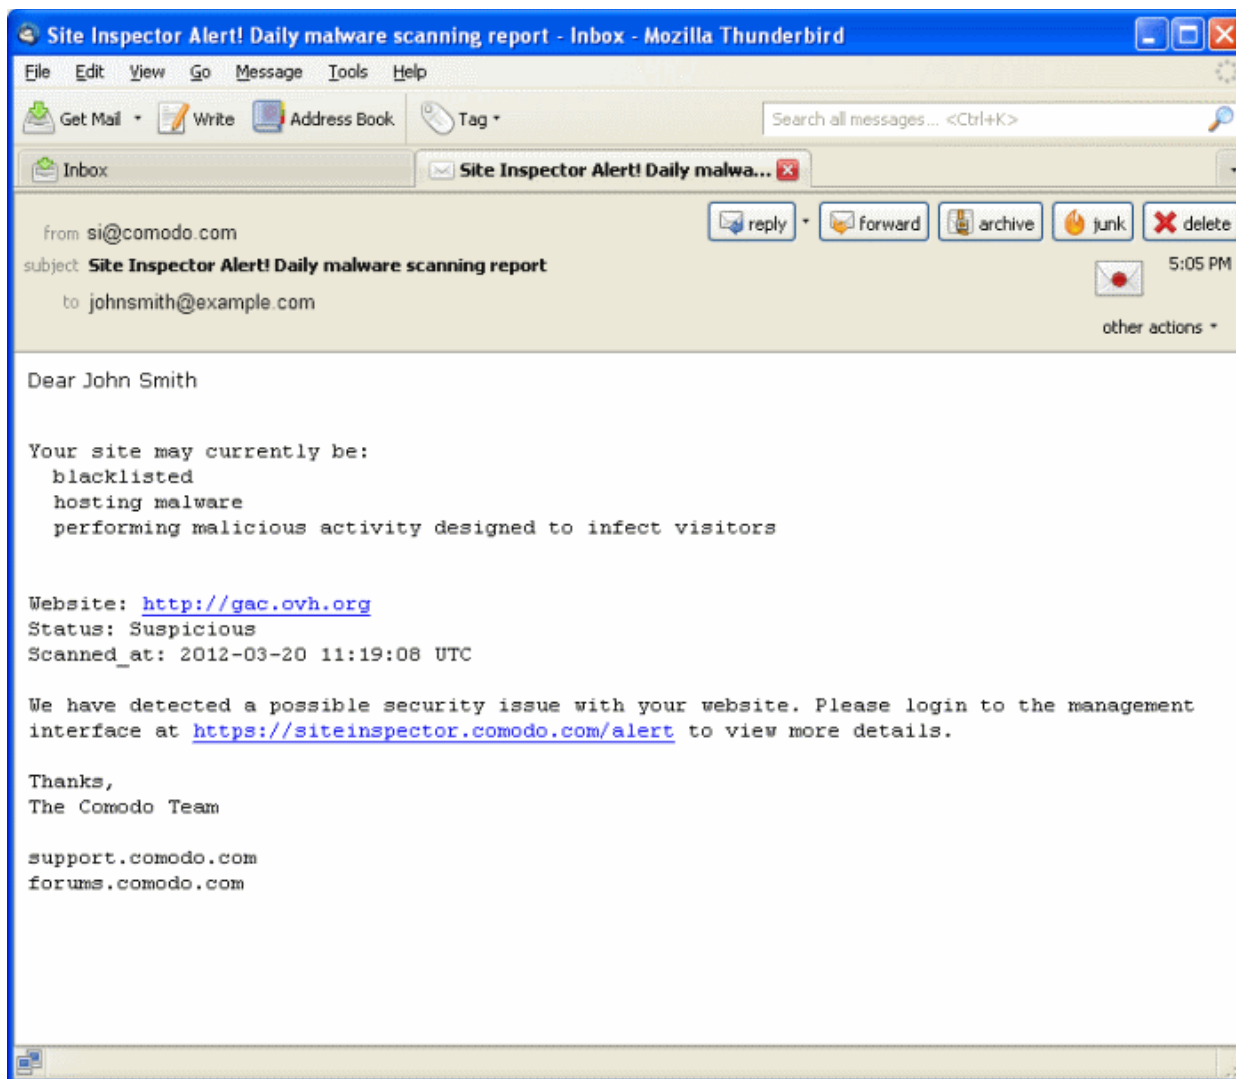 Site Inspector Alert! Daily malware scanning report - Inbox - Mozilla Thunderbird
File Edit View Go Message Tools Help
Get Mail Write Address Book Tag Search all messages... <Ctrl+K>
Inbox Site Inspector Alert! Daily malwa...
from si@comodo.com reply forward archive junk delete
subject Site Inspector Alert! Daily malware scanning report 5:05 PM
to johnsmith@example.com
other actions
Dear John Smith
Your site may currently be:
blacklisted
hosting malware
performing malicious activity designed to infect visitors
Website: http://gac.ovh.org
Status: Suspicious
Scanned_at: 2012-03-20 11:19:08 UTC
We have detected a possible security issue with your website. Please login to the management
interface at https://siteinspector.comodo.com/alert to view more details.
Thanks,
The Comodo Team
support.comodo.com
forums.comodo.com